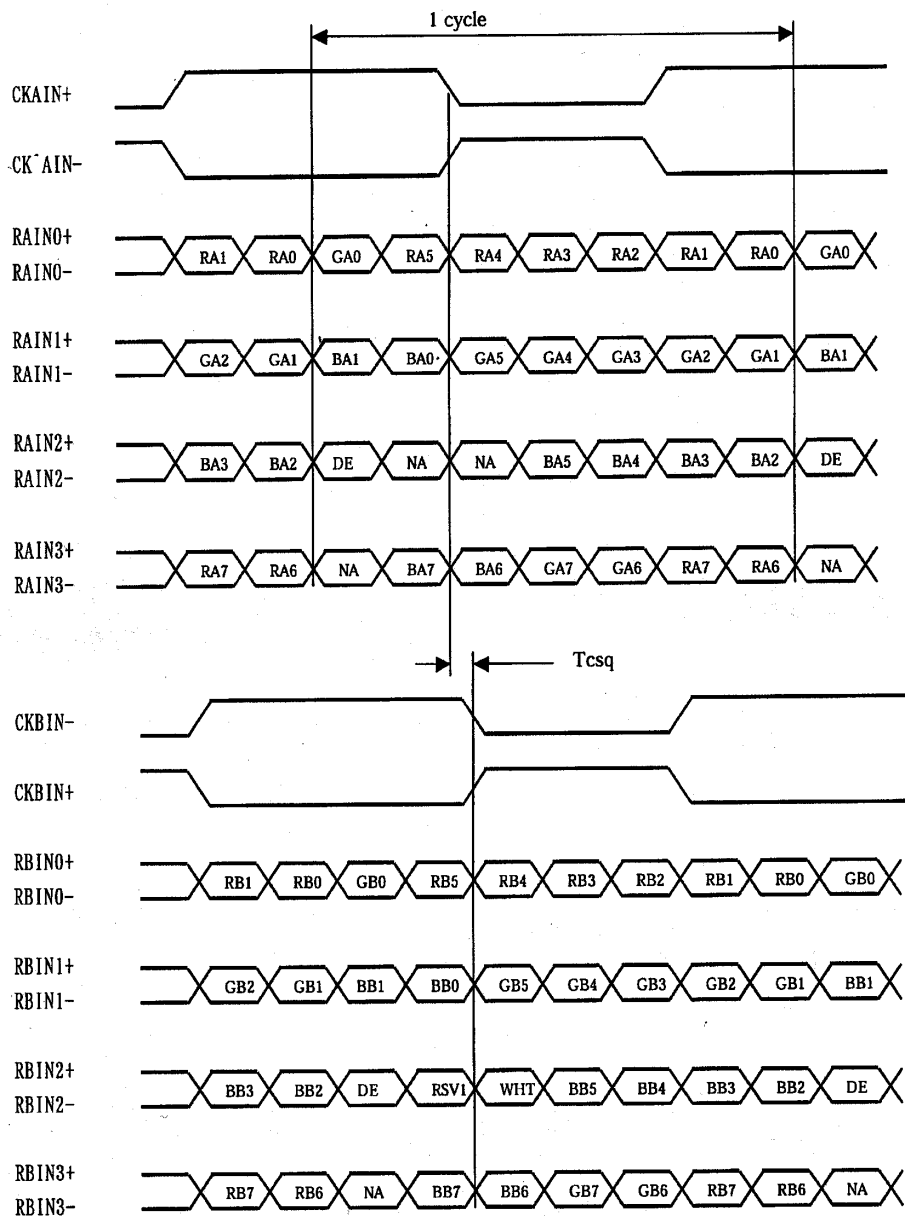 1 cycle
CKAIN+
CK AIN-
RAIN0+
RA1 RA0 GA0 RA5 RA4 RA3 RA2 RA1 RA0 GA0
RAIN0-
RAIN1+
GA2 GA1 BA1 BA0 GA5 GA4 GA3 GA2 GA1 BA1
RAIN1-
RAIN2+
BA3 BA2 DE NA NA BA5 BA4 BA3 BA2 DE
RAIN2-
RAIN3+
RA7 RA6 NA BA7 BA6 GA7 GA6 RA7 RA6 NA
RAIN3-
Tcsq
CKBIN-
CKBIN+
RBIN0+
RB1 RB0 GB0 RB5 RB4 RB3 RB2 RB1 RB0 GB0
RBIN0-
RBIN1+
GB2 GB1 BB1 BB0 GB5 GB4 GB3 GB2 GB1 BB1
RBIN1-
RBIN2+
BB3 BB2 DE RSV1 WHT BB5 BB4 BB3 BB2 DE
RBIN2-
RBIN3+
RB7 RB6 NA BB7 BB6 GB7 GB6 RB7 RB6 NA
RBIN3-